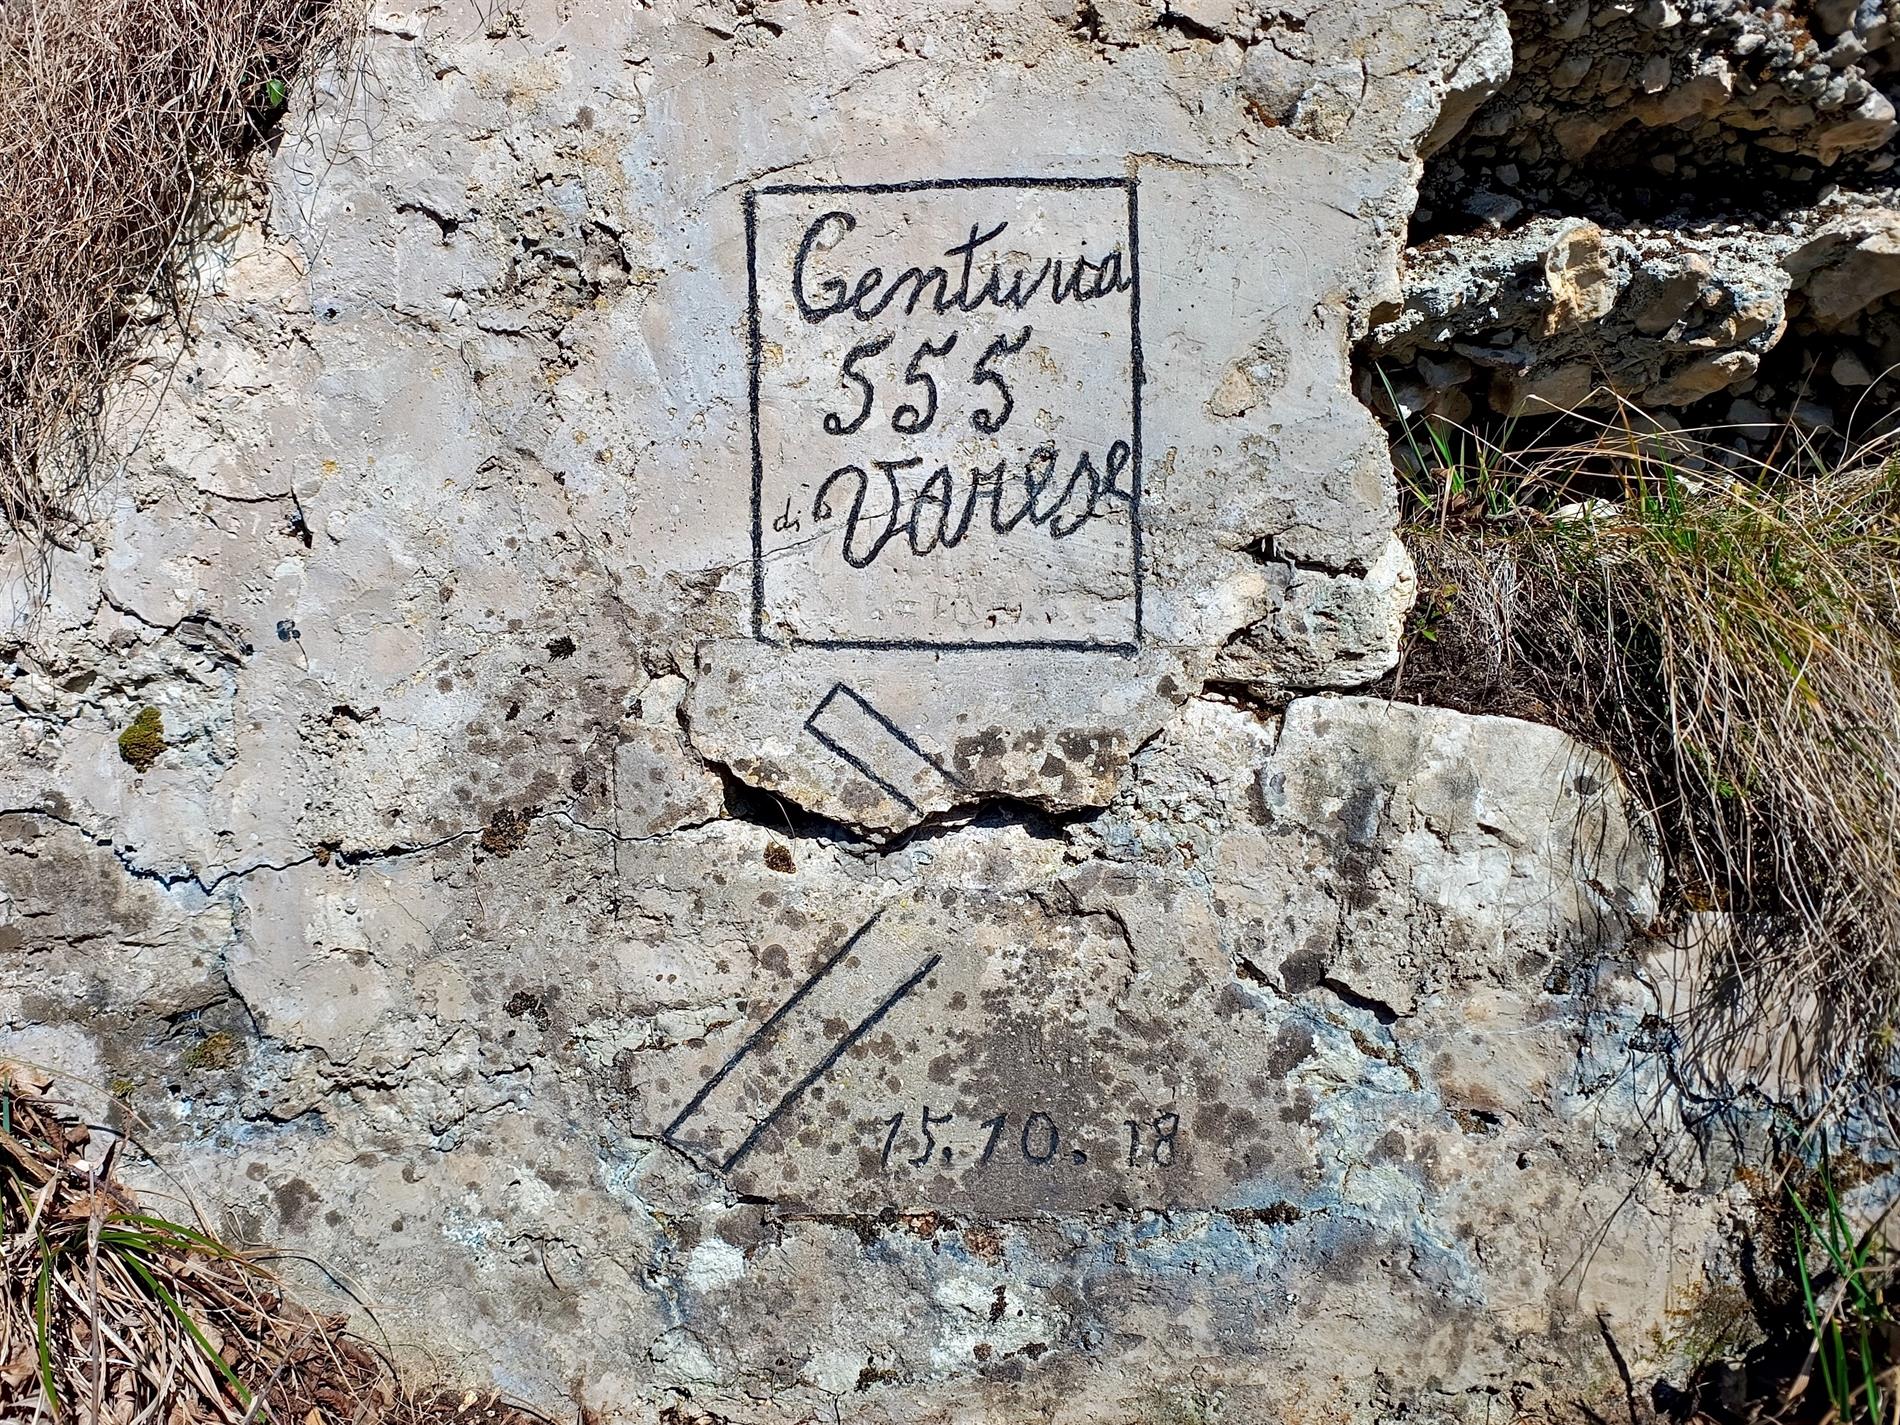 Centuria
555
di Varese
15.10.18